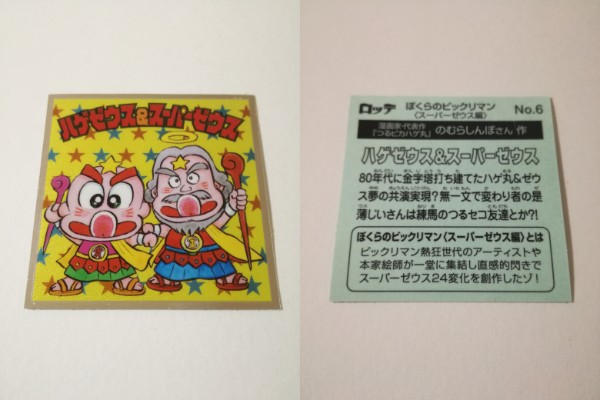 ハゲゼウス&スーパーゼウス
ロッテ
ぼくらのビックリマン
〈スーパーゼウス編〉
No.6
漫画家・代表作
「つるピカハゲ丸」
のむらしんぼさん 作
ハゲゼウス&スーパーゼウス
80年代に金字塔打ち建てたハゲ丸&ゼウ
ス夢の共演実現?無一文で変わり者の是
薄じいさんは練馬のつるセコ友達とか?!
ぼくらのビックリマン〈スーパーゼウス編〉とは
ビックリマン熱狂世代のアーティストや
本家絵師が一堂に集結し直感的閃きで
スーパーゼウス24変化を創作したゾ!